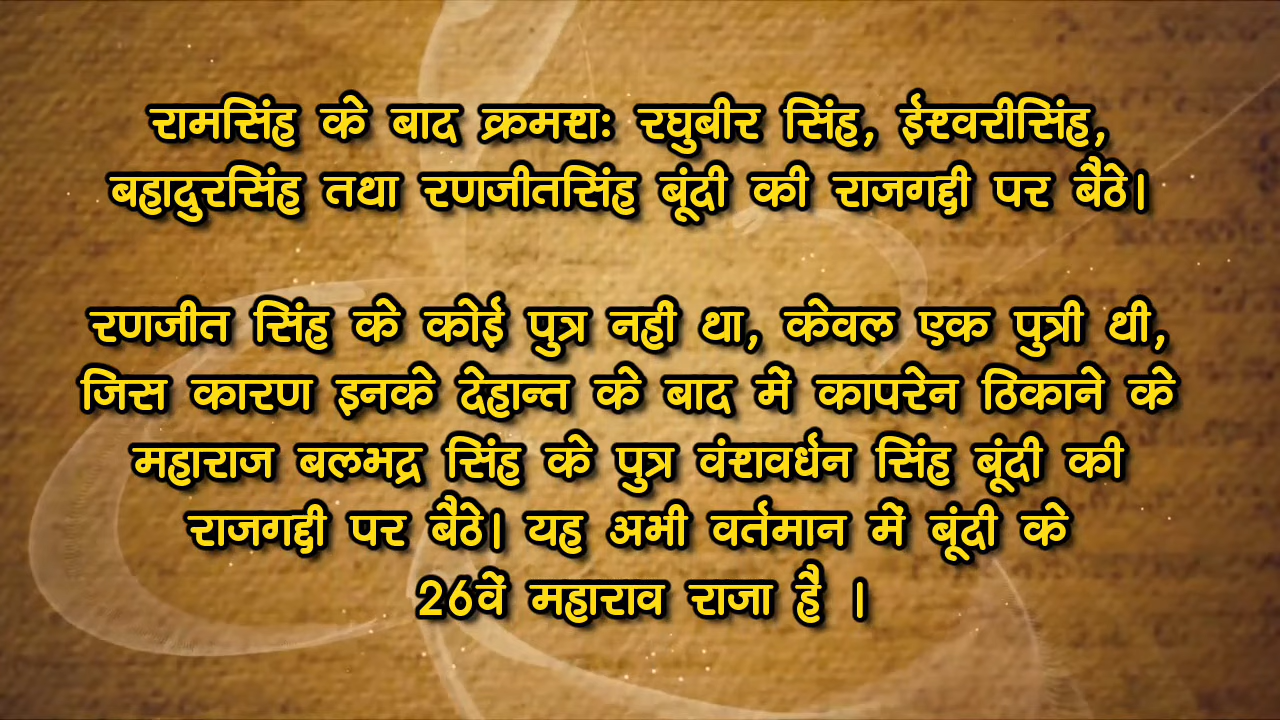 रामसिंह के बाद क्रमशः रघुबीर सिंह, ईश्वरीसिंह,
बहादुरसिंह तथा रणजीतसिंह बूंदी की राजगद्दी पर बैठे।
रणजीत सिंह के कोई पुत्र नही था, केवल एक पुत्री थी,
जिस कारण इनके देहान्त के बाद में कापरेन ठिकाने के
महाराज बलभद्र सिंह के पुत्र वंशवर्धन सिंह बूंदी की
राजगद्दी पर बैठे। यह अभी वर्तमान में बूंदी के
26वें महाराव राजा है ।